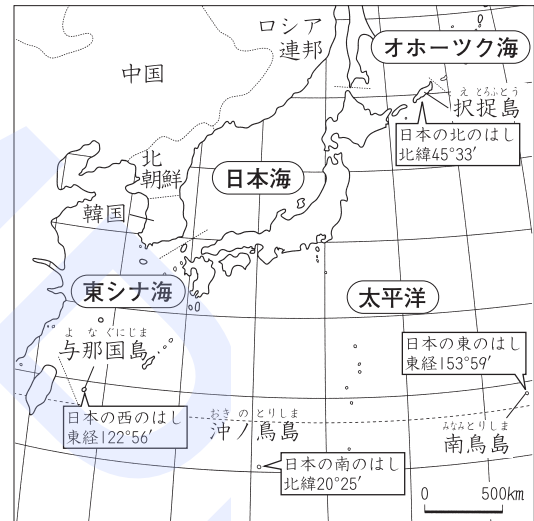 ロシア
連邦
オホーツク海
中国
えとろふとう
択捉島
日本の北のはし
北緯45°33′
北
朝鮮
日本海
韓国
東シナ海
太平洋
よなぐにじま
与那国島
日本の東のはし
東経153°59′
日本の西のはし
東経122°56′
おきのとりしま
沖ノ鳥島
みなみとりしま
南鳥島
日本の南のはし
北緯20°25′
0 500km